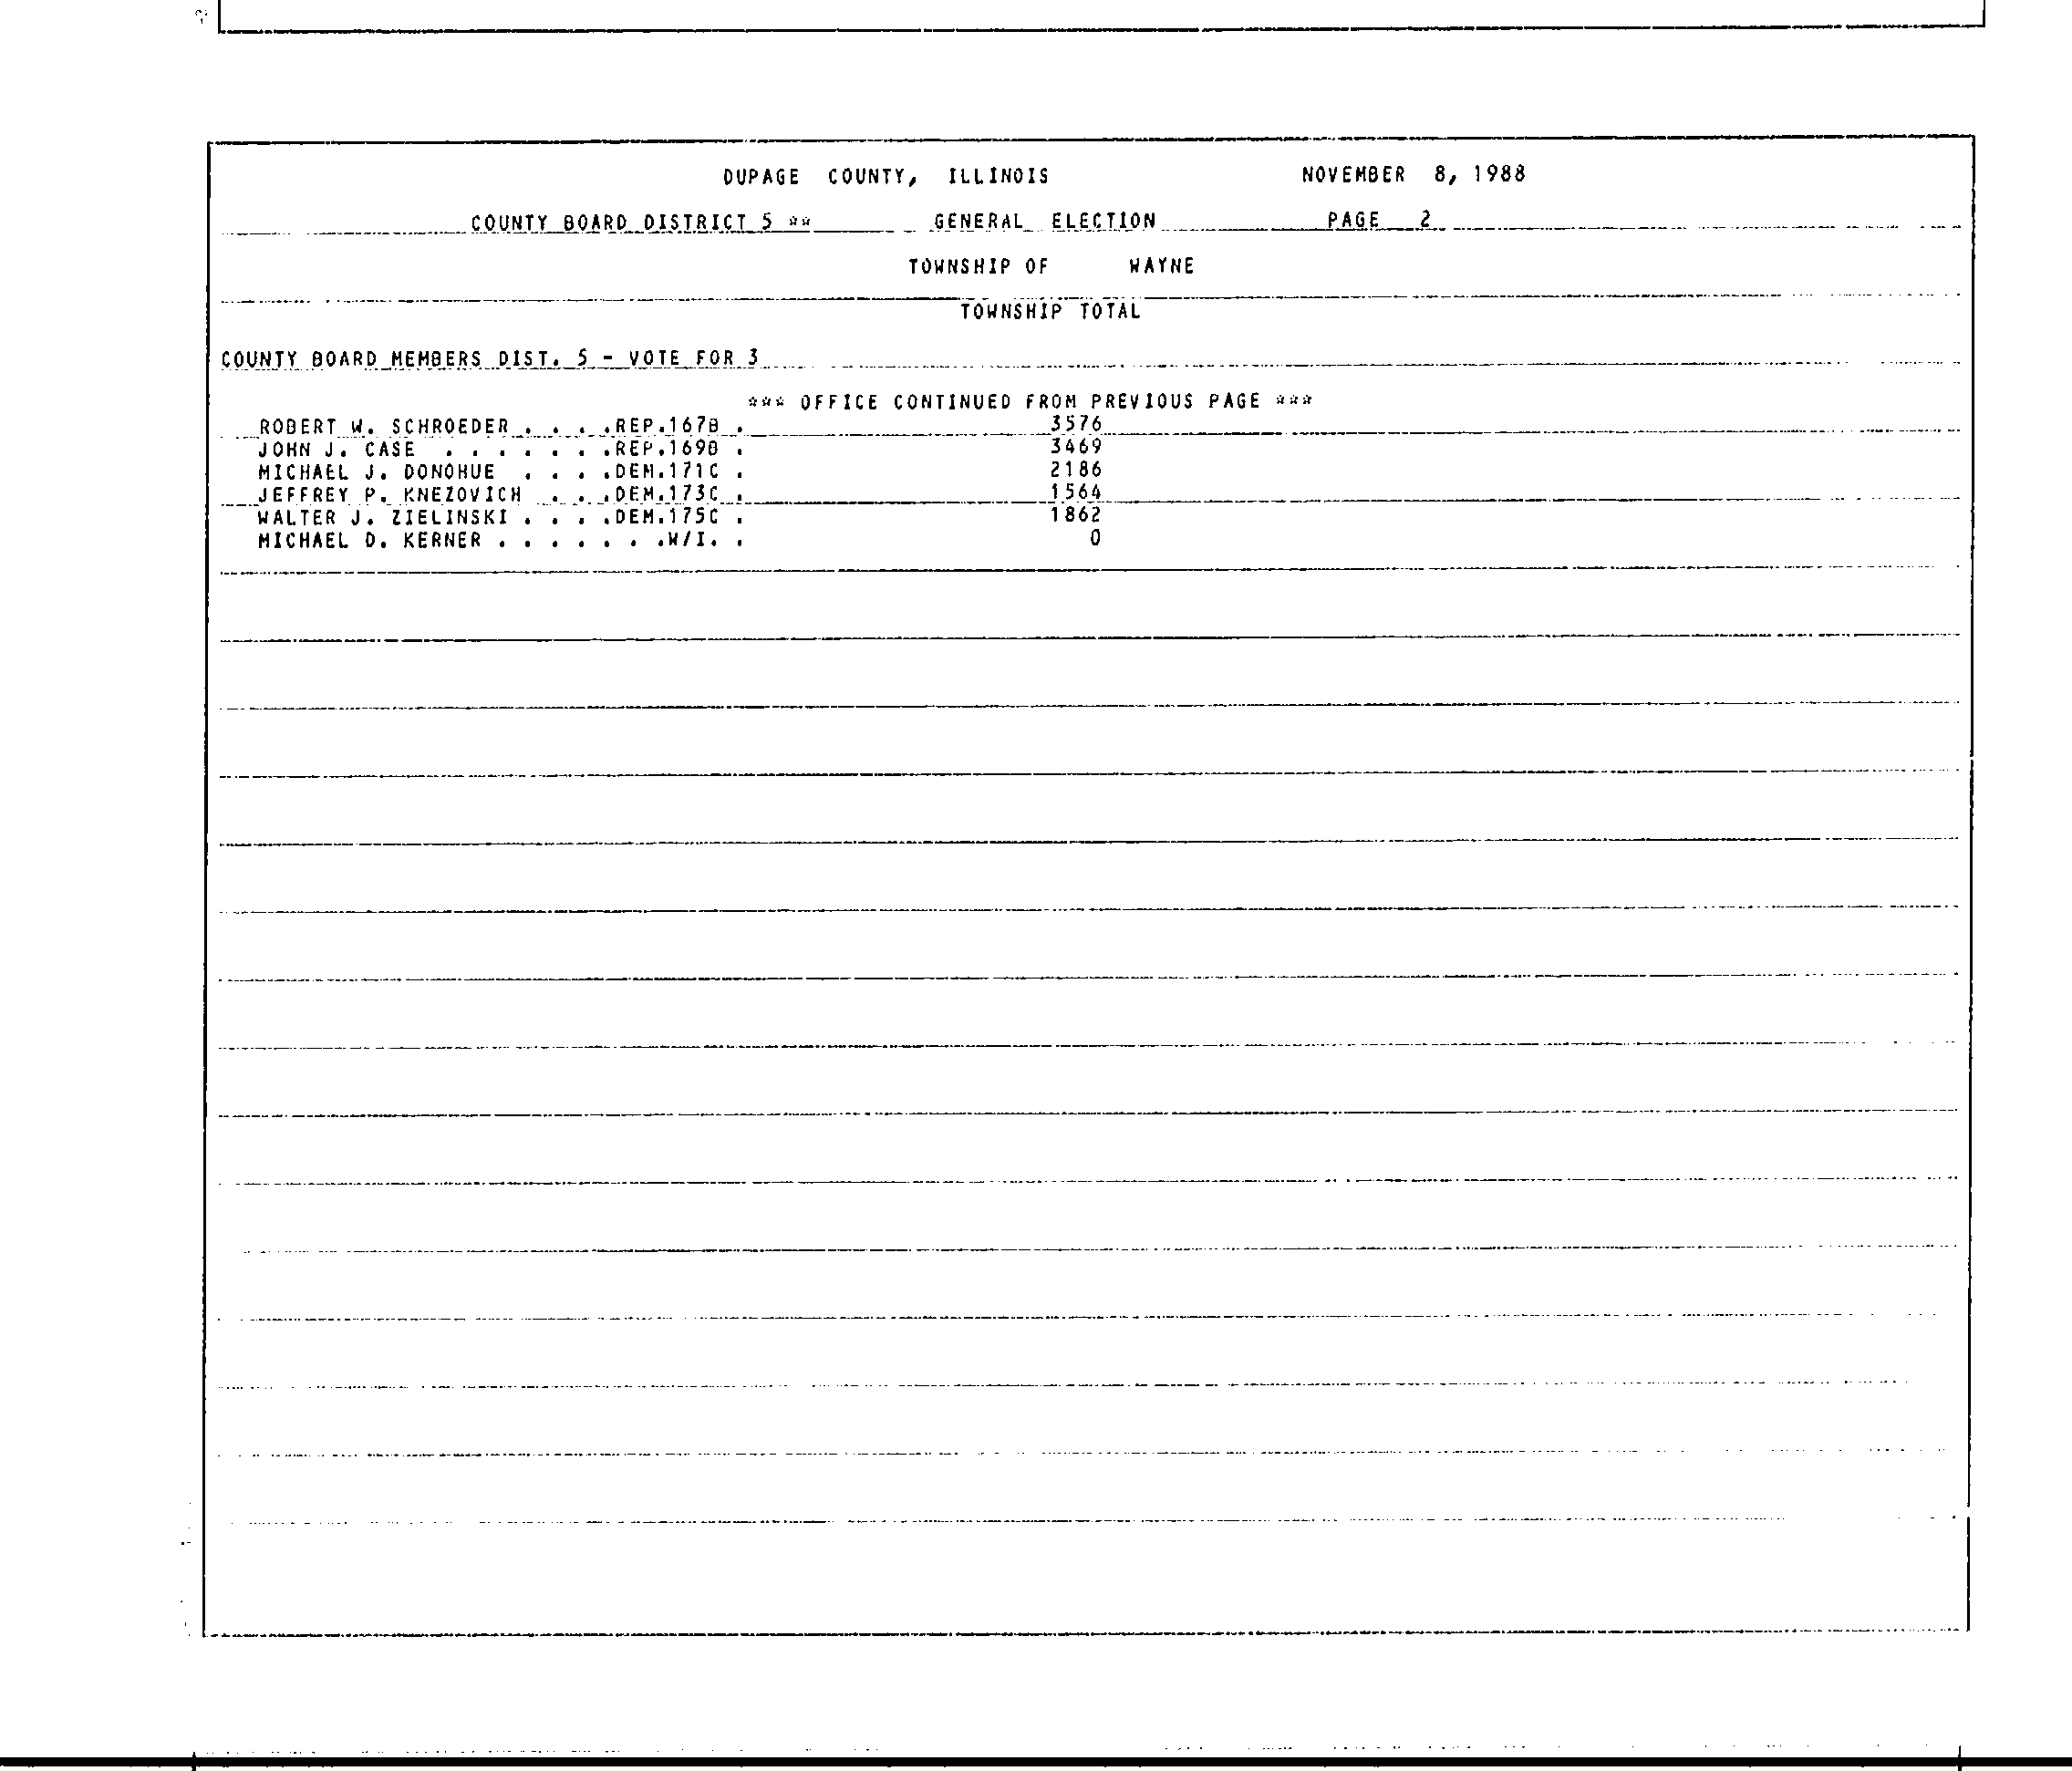 DUPAGE COUNTY, ILLINOIS NOVEMBER 8, 1988
COUNTY BOARD DISTRICT 5 ** GENERAL ELECTION PAGE 2
TOWNSHIP OF WAYNE
TOWNSHIP TOTAL
COUNTY BOARD MEMBERS DIST. 5 - VOTE FOR 3
*** OFFICE CONTINUED FROM PREVIOUS PAGE ***
ROBERT W. SCHROEDER . . . .REP.167B . 3576
JOHN J. CASE . . . . . . .REP.169B . 3469
MICHAEL J. DONOHUE . . . .DEM.171C . 2186
JEFFREY P. KNEZOVICH . . .DEM.173C . 1564
WALTER J. ZIELINSKI . . . .DEM.175C . 1862
MICHAEL D. KERNER . . . . . . .W/I. . 0